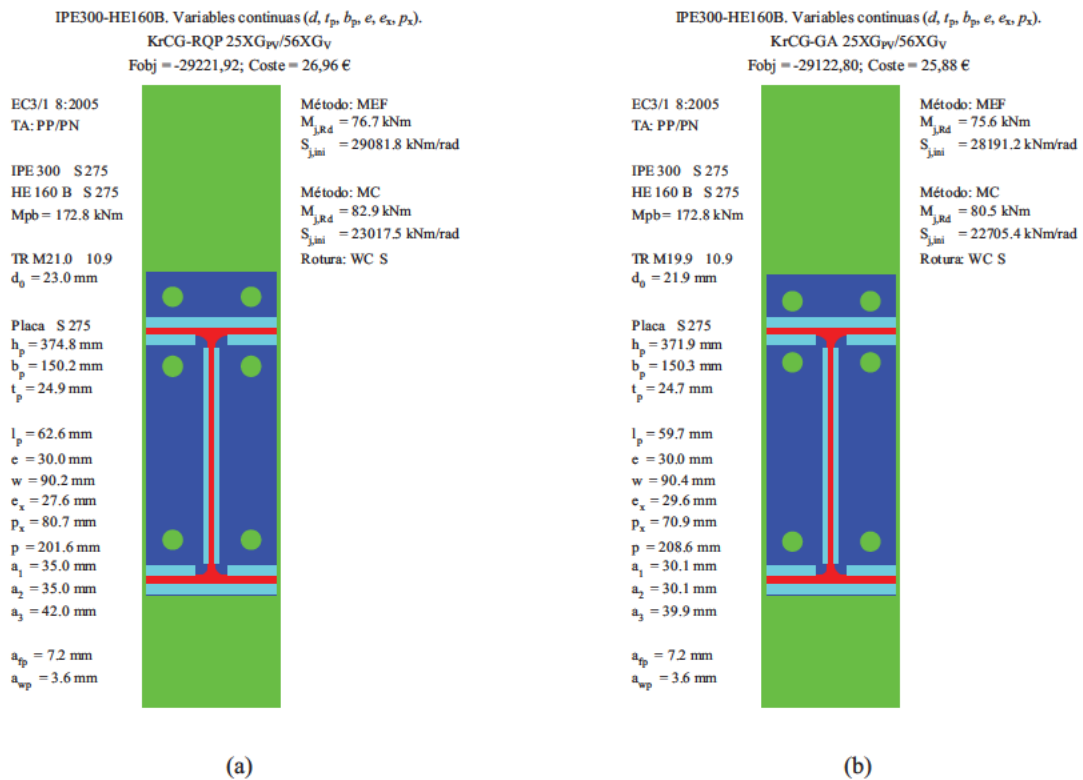 IPE300-HE160B. Variables continuas (d, tp, bp, e, ex, px).
KrCG-RQP 25XGPV/56XGV
Fobj = -29221,92; Coste = 26,96 €
EC3/1 8:2005
TA: PP/PN
IPE 300 S 275
HE 160 B S 275
Mpb = 172.8 kNm
TR M21.0 10.9
d0 = 23.0 mm
Placa S 275
hp = 374.8 mm
bp = 150.2 mm
tp = 24.9 mm
lp = 62.6 mm
e = 30.0 mm
w = 90.2 mm
ex = 27.6 mm
px = 80.7 mm
p = 201.6 mm
a1 = 35.0 mm
a2 = 35.0 mm
a3 = 42.0 mm
afp = 7.2 mm
awp = 3.6 mm
Método: MEF
Mj,Rd = 76.7 kNm
Sj,ini = 29081.8 kNm/rad
Método: MC
Mj,Rd = 82.9 kNm
Sj,ini = 23017.5 kNm/rad
Rotura: WC S
(a)
IPE300-HE160B. Variables continuas (d, tp, bp, e, ex, px).
KrCG-GA 25XGPV/56XGV
Fobj = -29122,80; Coste = 25,88 €
EC3/1 8:2005
TA: PP/PN
IPE 300 S 275
HE 160 B S 275
Mpb = 172.8 kNm
TR M19.9 10.9
d0 = 21.9 mm
Placa S 275
hp = 371.9 mm
bp = 150.3 mm
tp = 24.7 mm
lp = 59.7 mm
e = 30.0 mm
w = 90.4 mm
ex = 29.6 mm
px = 70.9 mm
p = 208.6 mm
a1 = 30.1 mm
a2 = 30.1 mm
a3 = 39.9 mm
afp = 7.2 mm
awp = 3.6 mm
Método: MEF
Mj,Rd = 75.6 kNm
Sj,ini = 28191.2 kNm/rad
Método: MC
Mj,Rd = 80.5 kNm
Sj,ini = 22705.4 kNm/rad
Rotura: WC S
(b)